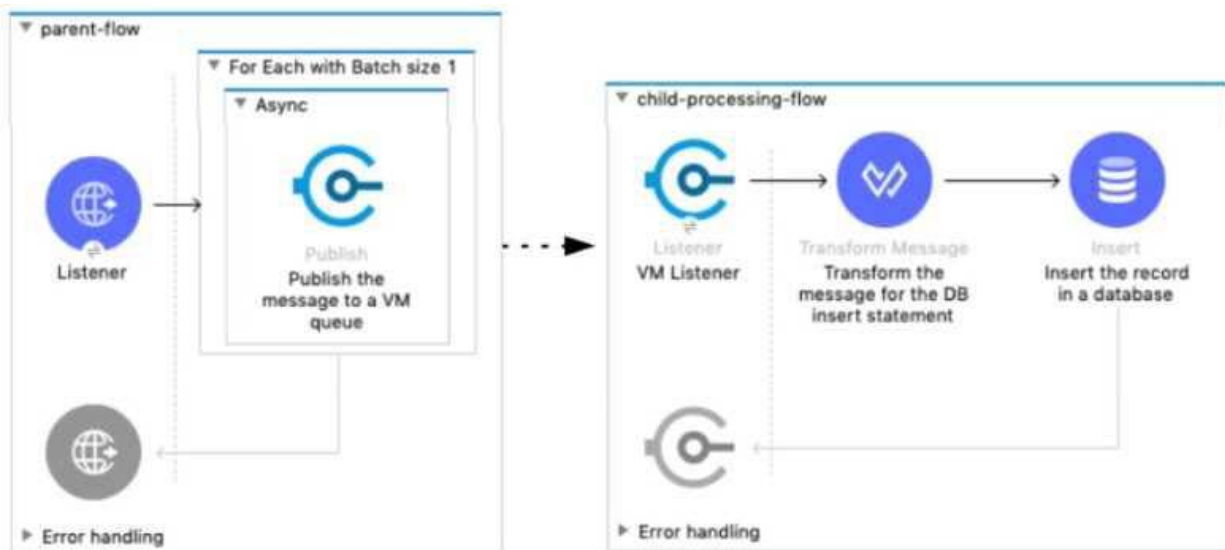 parent-flow
For Each with Batch size 1
Async
Listener
Publish
Publish the
message to a VM
queue
Error handling
child-processing-flow
Listener
VM Listener
Transform Message
Transform the
message for the DB
insert statement
Insert
Insert the record
in a database
Error handling